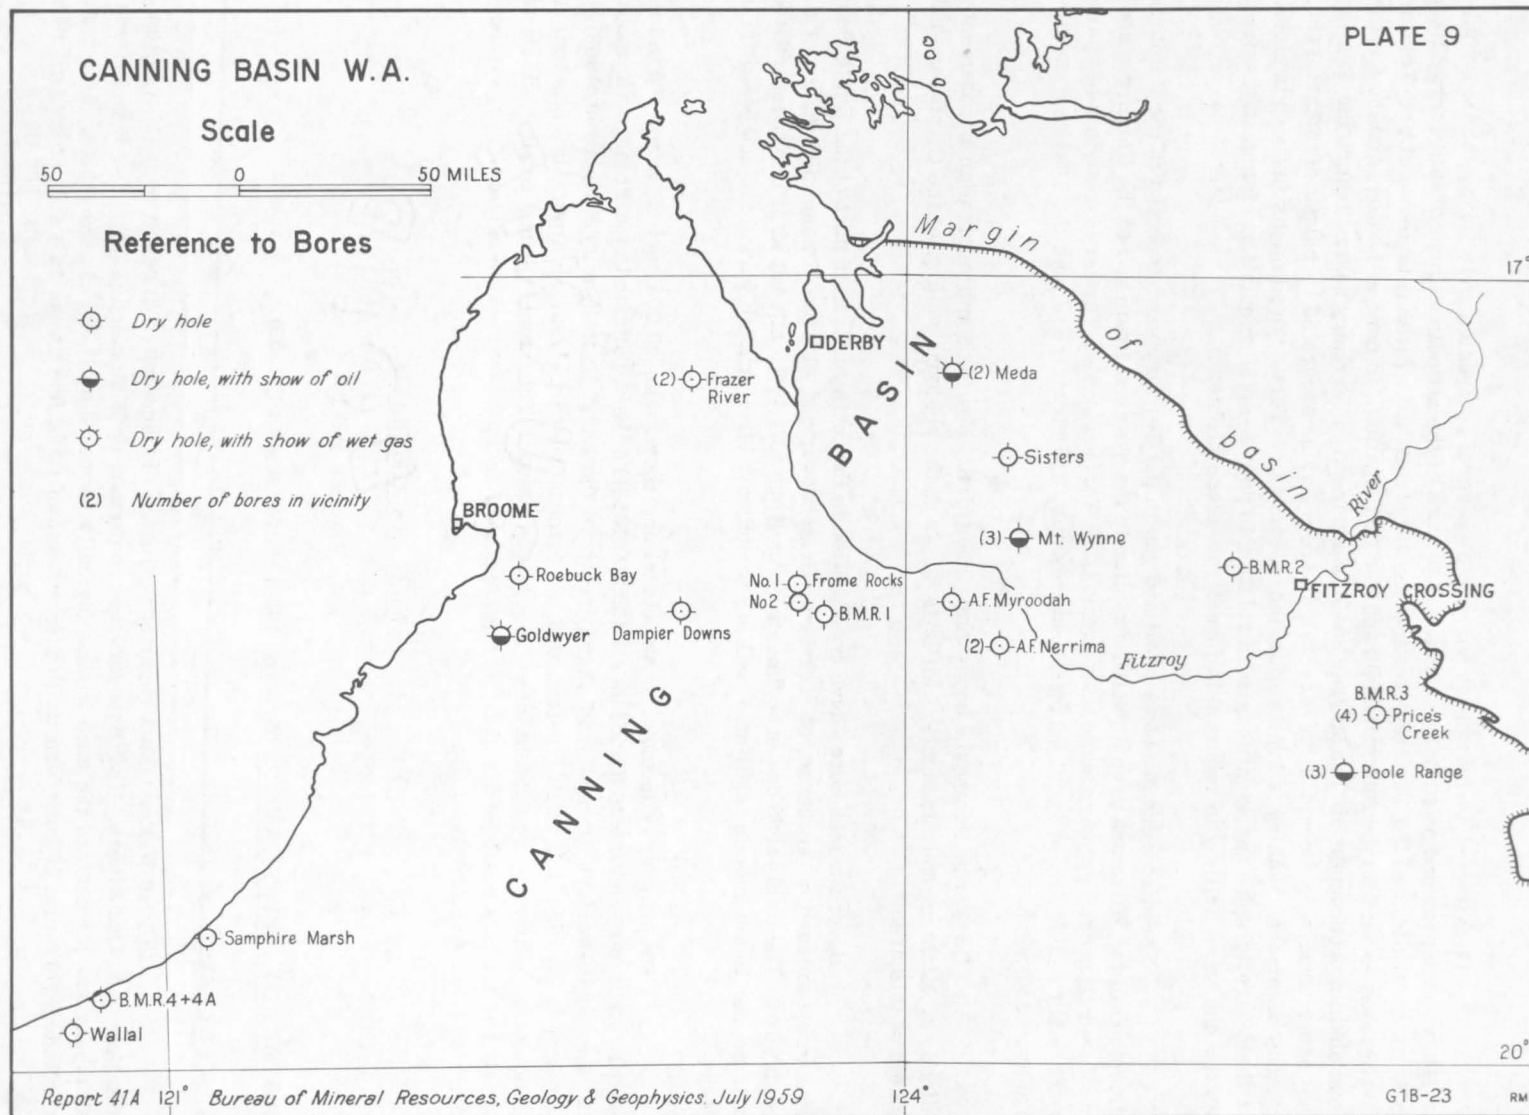 PLATE 9
CANNING BASIN W.A.
Scale
50 0 50 MILES
Reference to Bores
Dry hole
Dry hole, with show of oil
Dry hole, with show of wet gas
(2) Number of bores in vicinity
Margin of basin
17°
DERBY
(2) Frazer
River
(2) Meda
CANNING BASIN
Sisters
River
BROOME
(3) Mt. Wynne
Roebuck Bay
No.1 Frome Rocks
No2
B.M.R.1
B.M.R.2
FITZROY CROSSING
A.F.Myroodah
Dampier Downs
Goldwyer
(2) A.F.Nerrima
Fitzroy
B.M.R.3
(4) Price's
Creek
(3) Poole Range
Samphire Marsh
B.M.R.4+4A
Wallal
20°
Report 41A 121° Bureau of Mineral Resources, Geology & Geophysics. July 1959 124° G18-23 RM